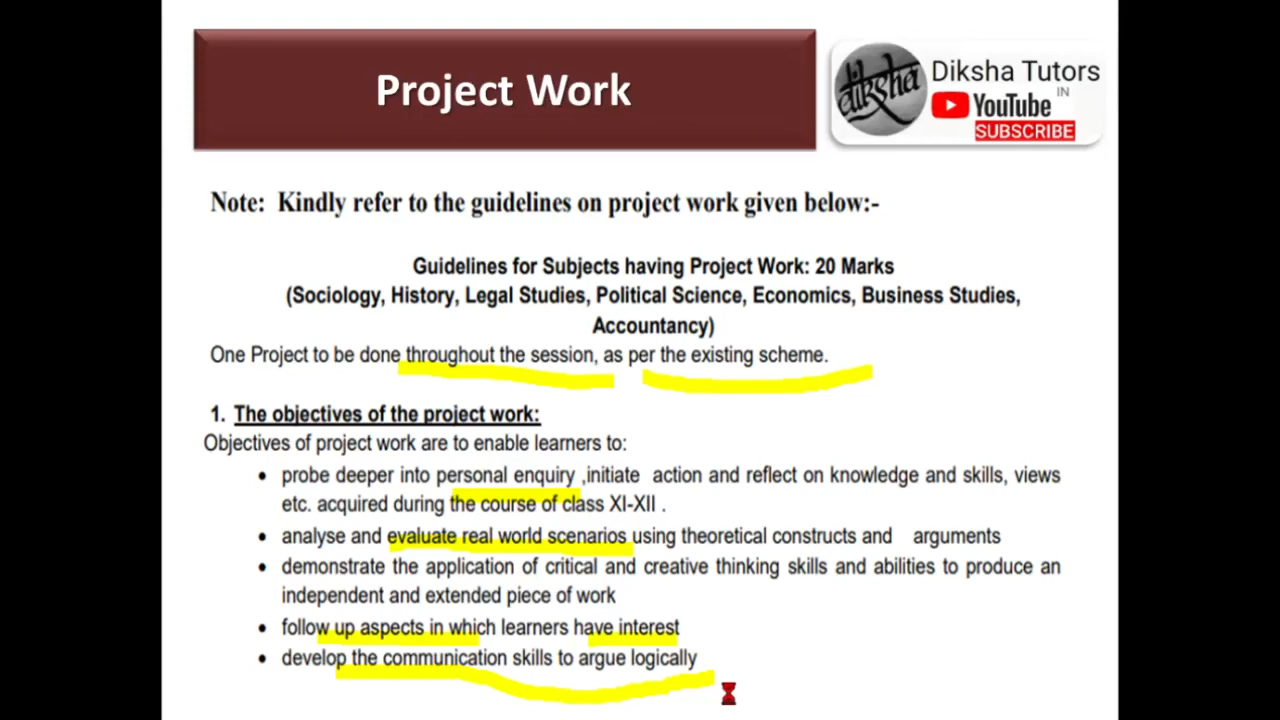 Project Work
diksha
Diksha Tutors
IN
YouTube
SUBSCRIBE
Note: Kindly refer to the guidelines on project work given below:-
Guidelines for Subjects having Project Work: 20 Marks
(Sociology, History, Legal Studies, Political Science, Economics, Business Studies,
Accountancy)
One Project to be done throughout the session, as per the existing scheme.
1. The objectives of the project work:
Objectives of project work are to enable learners to:
• probe deeper into personal enquiry ,initiate action and reflect on knowledge and skills, views
etc. acquired during the course of class XI-XII .
• analyse and evaluate real world scenarios using theoretical constructs and arguments
• demonstrate the application of critical and creative thinking skills and abilities to produce an
independent and extended piece of work
• follow up aspects in which learners have interest
• develop the communication skills to argue logically